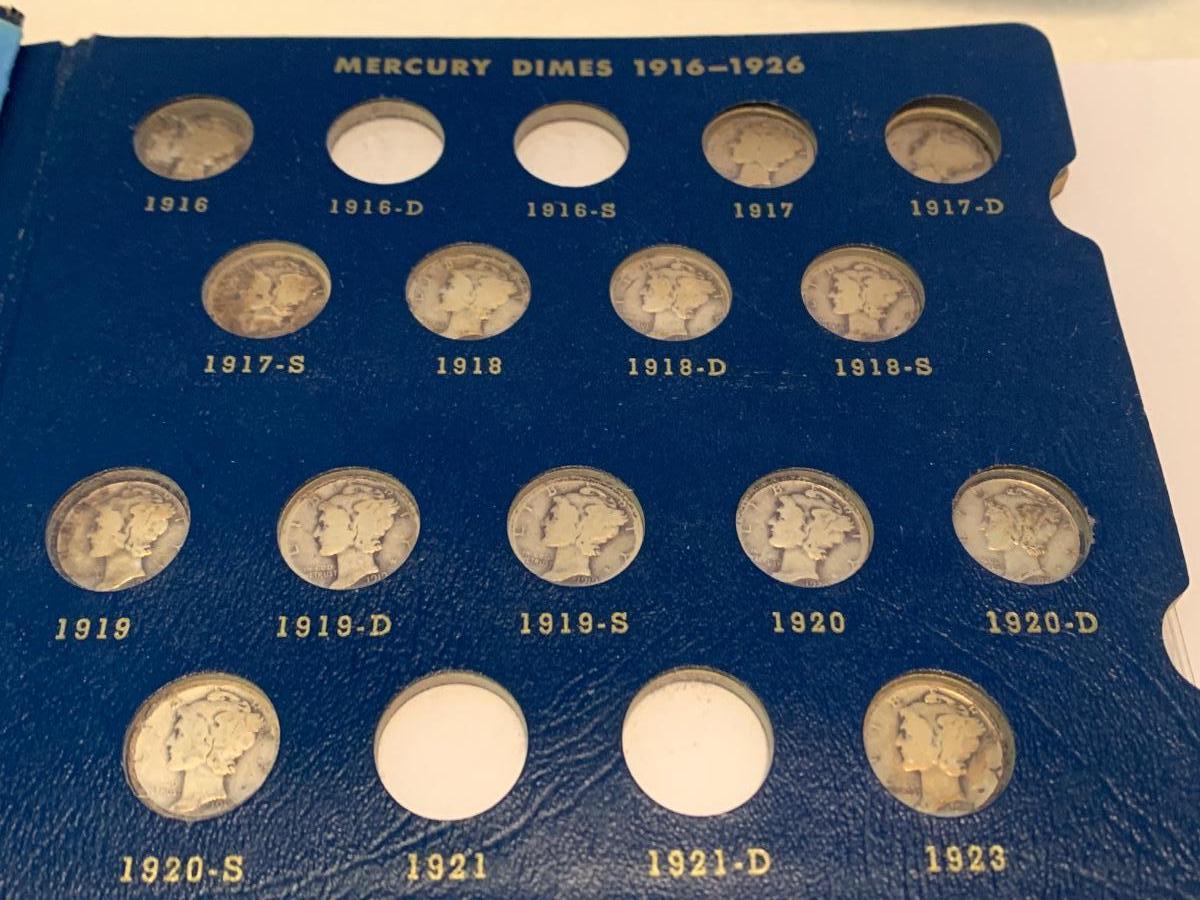 MERCURY DIMES 1916–1926
1916 1916-D 1916-S 1917 1917-D
1917-S 1918 1918-D 1918-S
1919 1919-D 1919-S 1920 1920-D
1920-S 1921 1921-D 1923